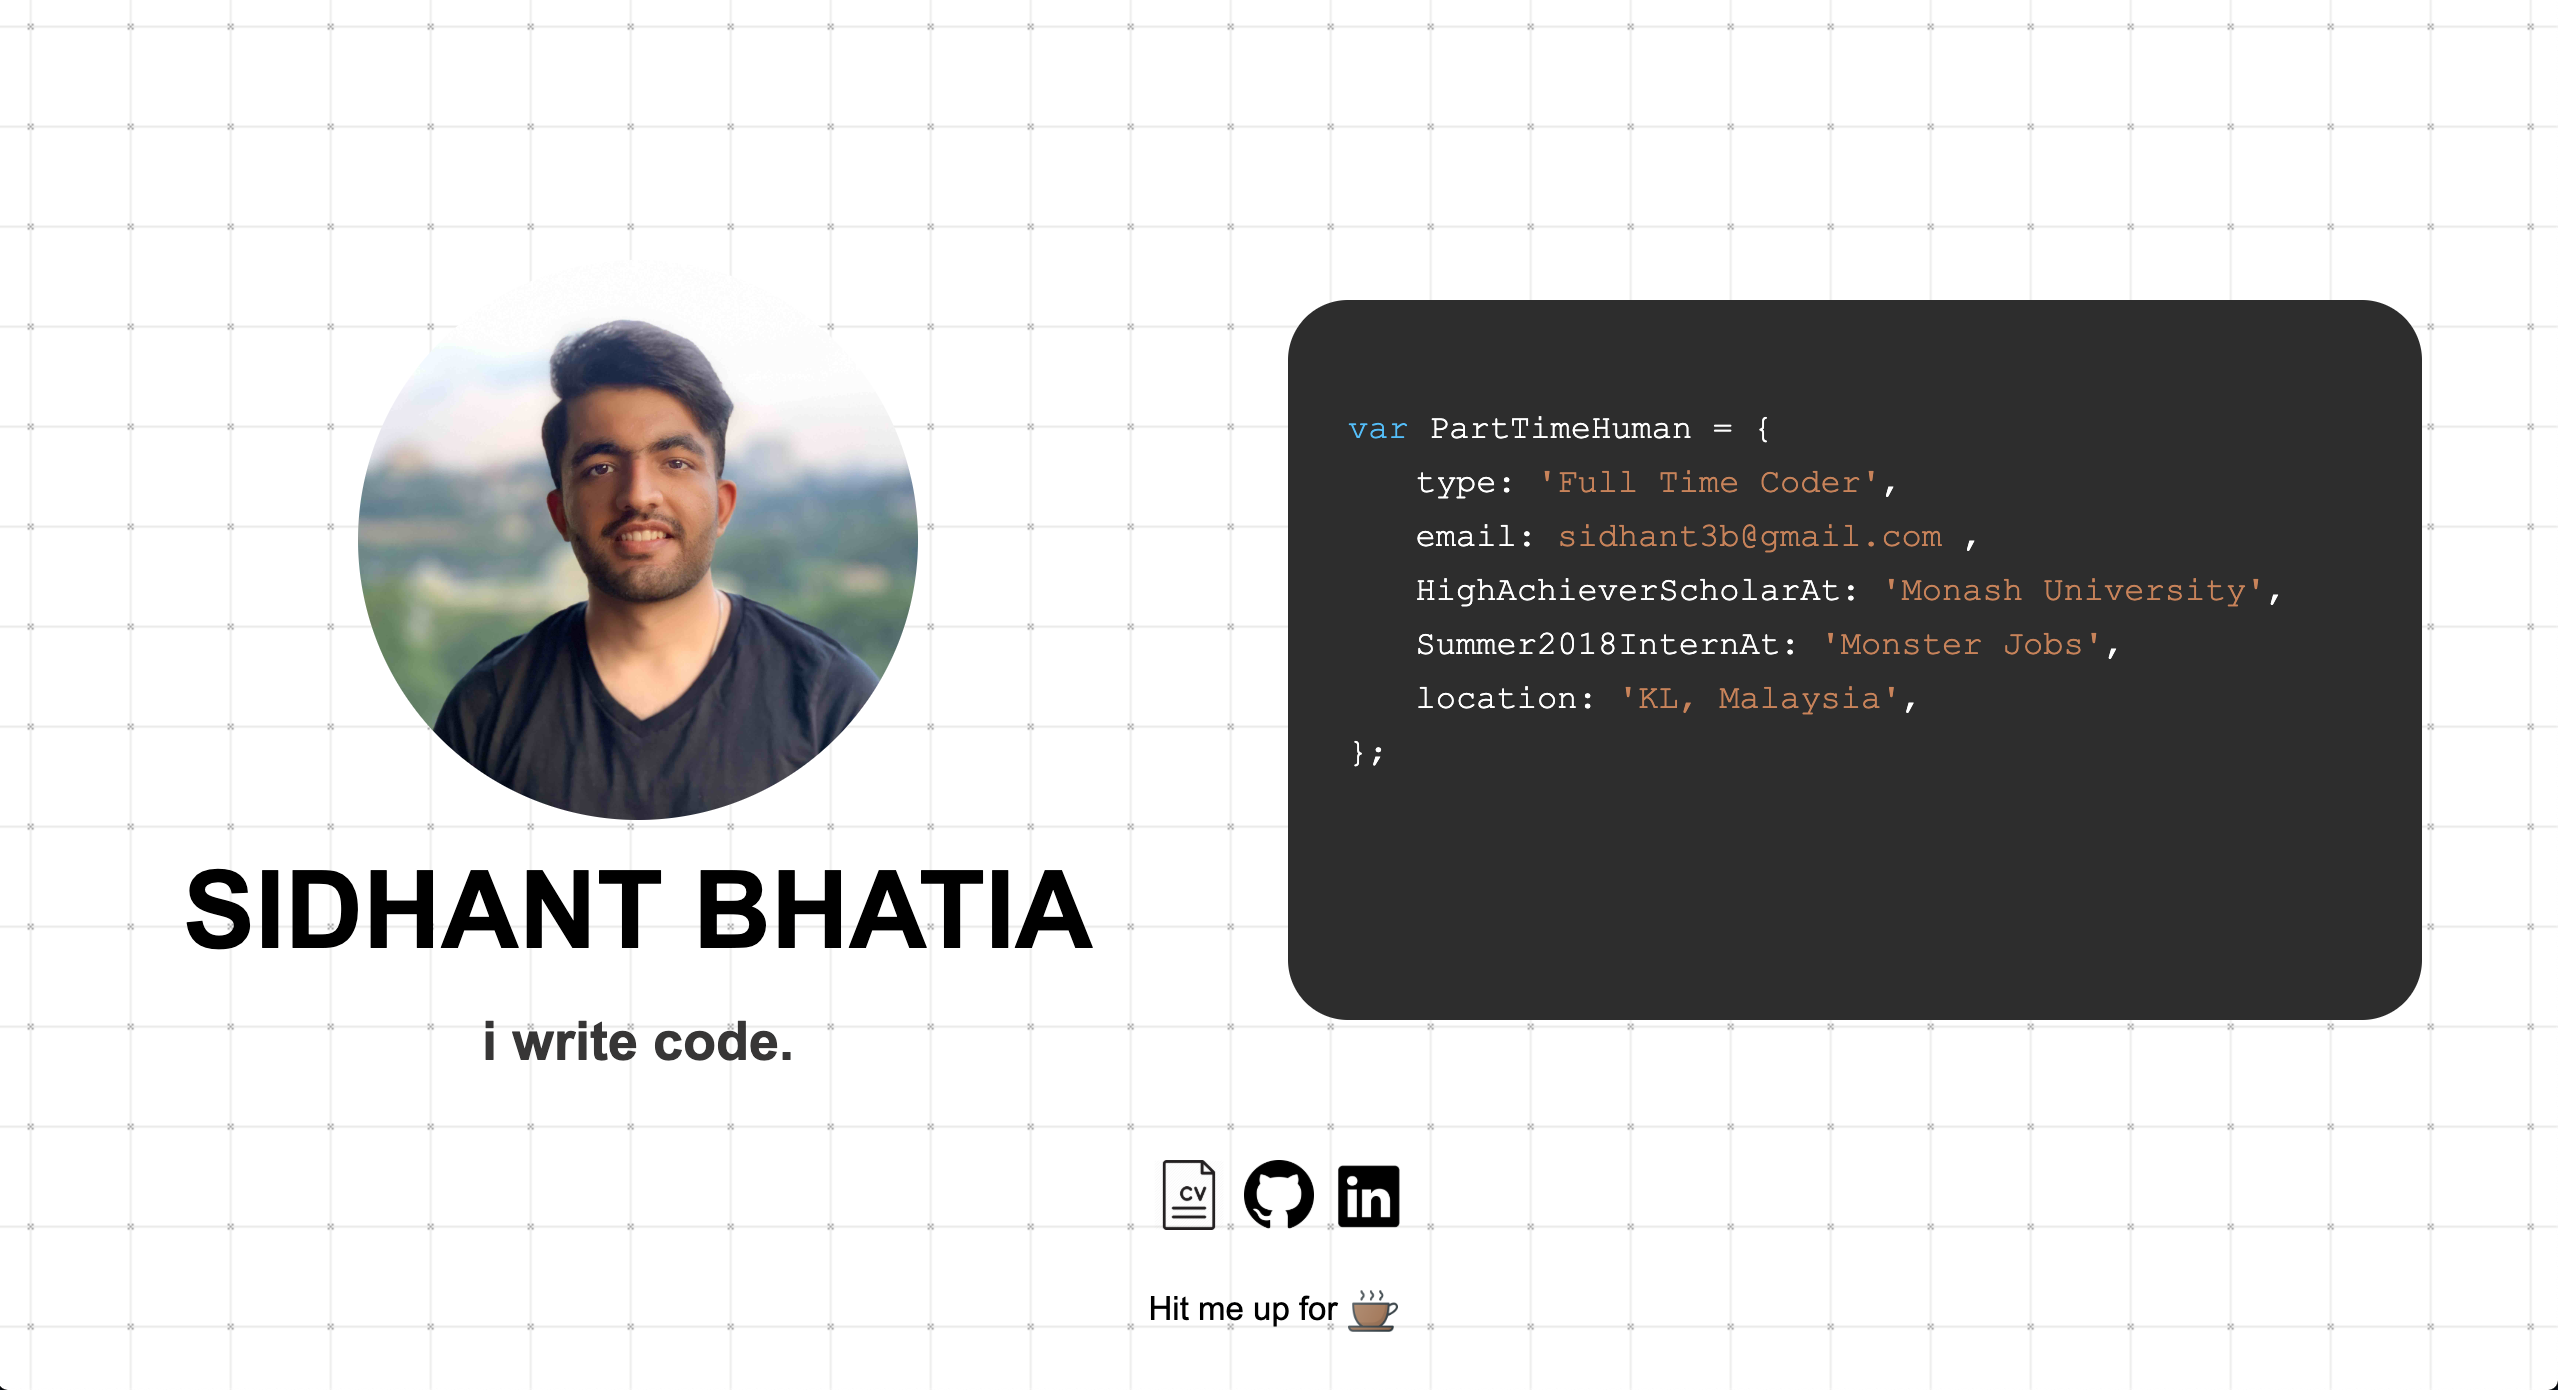 SIDHANT BHATIA
i write code.
var PartTimeHuman = {
type: 'Full Time Coder',
email: sidhant3b@gmail.com ,
HighAchieverScholarAt: 'Monash University',
Summer2018InternAt: 'Monster Jobs',
location: 'KL, Malaysia',
};
CV
in
Hit me up for